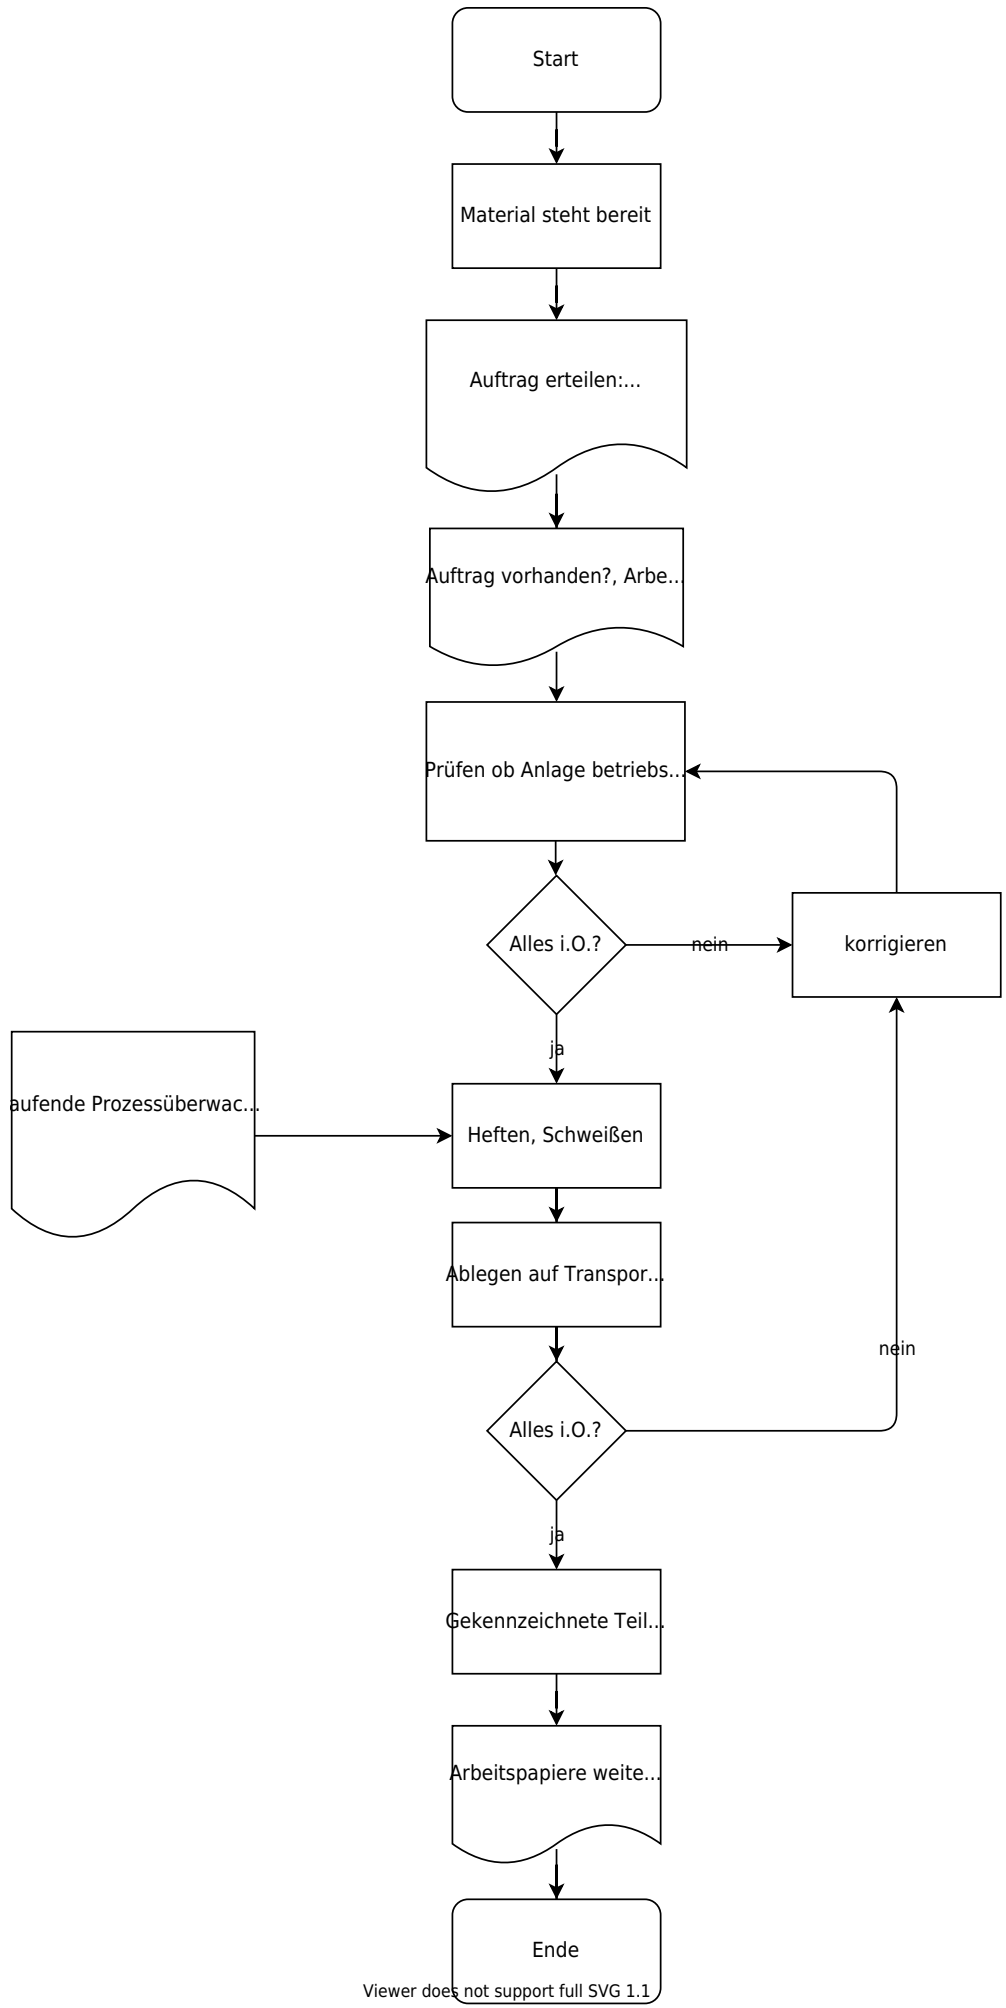 Start
Material steht bereit
Auftrag erteilen:...
Auftrag vorhanden?, Arbe...
Prüfen ob Anlage betriebs...
Alles i.O.?
nein
korrigieren
ja
aufende Prozessüberwac...
Heften, Schweißen
Ablegen auf Transpor...
nein
Alles i.O.?
ja
Gekennzeichnete Teil...
Arbeitspapiere weite...
Ende
Viewer does not support full SVG 1.1